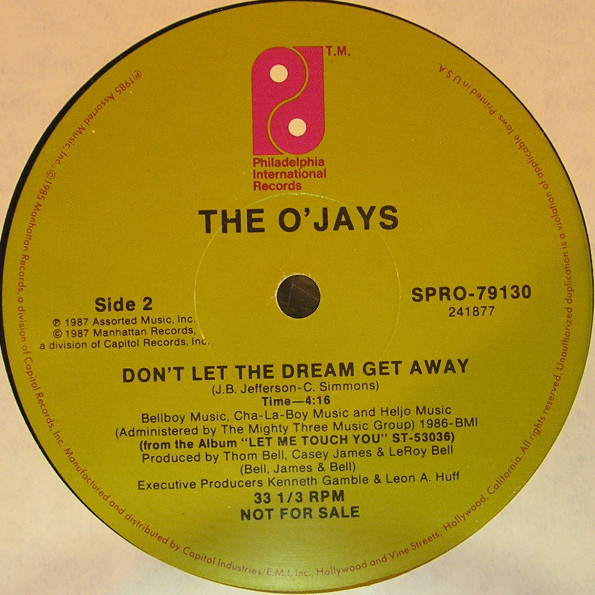 T.M.
Philadelphia
International
Records
THE O'JAYS
Side 2
℗ 1987 Assorted Music, Inc.
© 1987 Manhattan Records,
a division of Capitol Records, Inc.
SPRO-79130
241877
DON'T LET THE DREAM GET AWAY
(J.B. Jefferson-C. Simmons)
Time—4:16
Bellboy Music, Cha-La-Boy Music and Heljo Music
(Administered by The Mighty Three Music Group) 1986-BMI
(from the Album "LET ME TOUCH YOU" ST-53036)
Produced by Thom Bell, Casey James & LeRoy Bell
(Bell, James & Bell)
Executive Producers Kenneth Gamble & Leon A. Huff
33 1/3 RPM
NOT FOR SALE
℗1985 Assorted Music, Inc. ©1985 Manhattan Records, a division of Capitol Records, Inc. Manufactured and distributed by Capitol Industries/E.M.I. Inc., Hollywood and Vine Streets, Hollywood, California. All rights reserved. Unauthorized duplication is a violation of applicable laws. Printed in U.S.A.